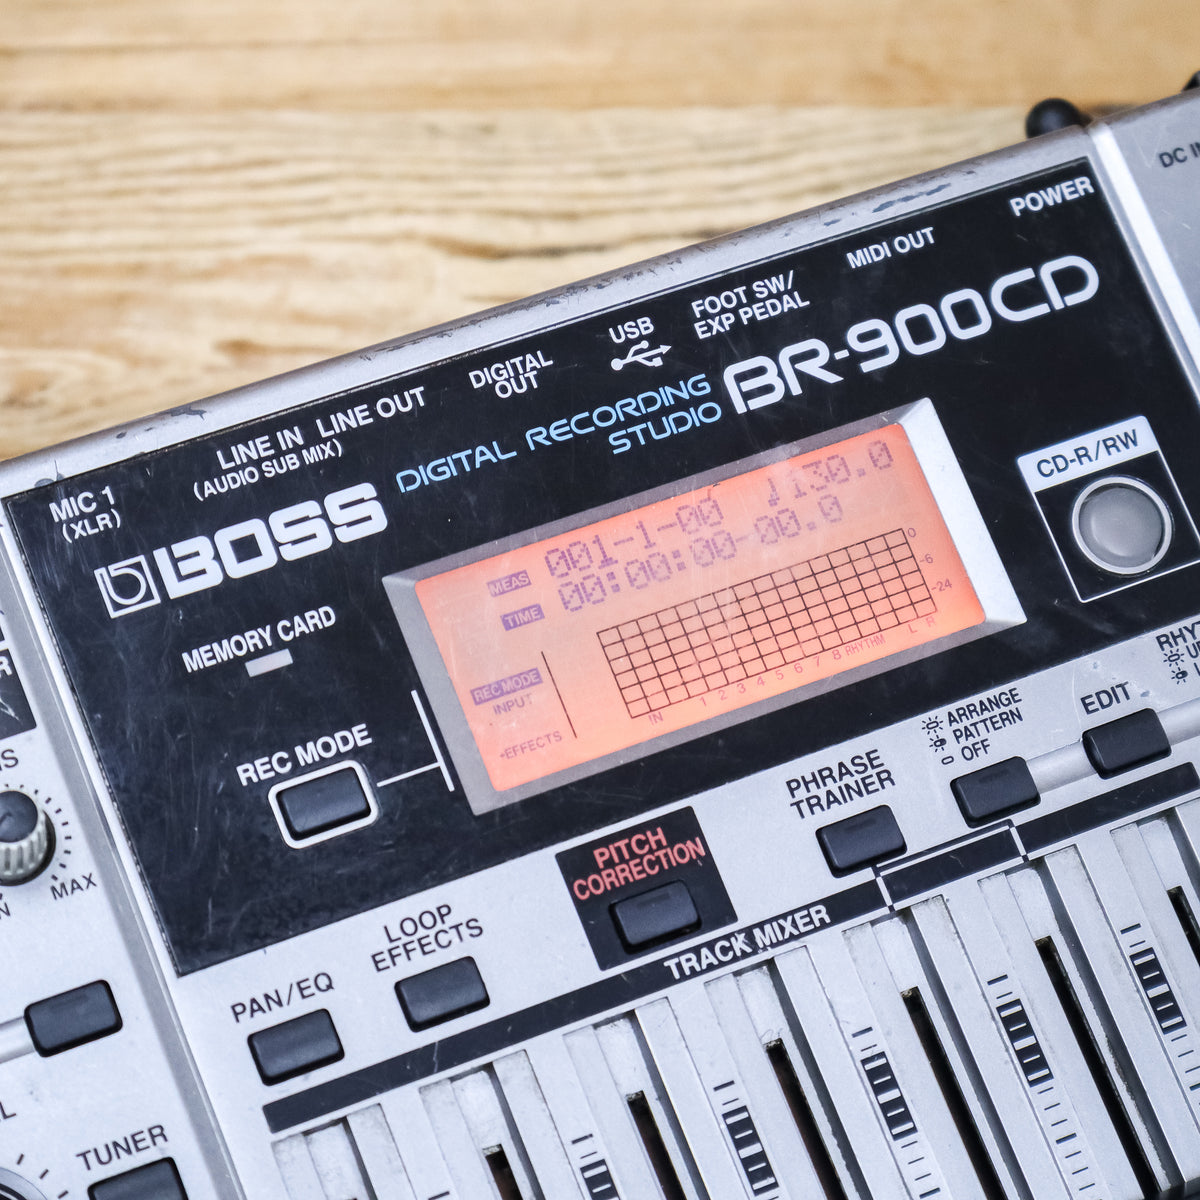 DC IN
POWER
MIDI OUT
FOOT SW/
EXP PEDAL
USB
DIGITAL
OUT
LINE OUT
LINE IN
(AUDIO SUB MIX)
MIC 1
(XLR)
BOSS
DIGITAL RECORDING
STUDIO
BR-900CD
CD-R/RW
MEMORY CARD
MEAS 001-1-00 ♩130.0
TIME 00:00:00-00.0
0
-6
-24
REC MODE
INPUT
EFFECTS
IN 1 2 3 4 5 6 7 8 RHYTHM L R
REC MODE
ARRANGE
PATTERN
OFF
EDIT
PHRASE
TRAINER
PITCH
CORRECTION
LOOP
EFFECTS
PAN/EQ
TRACK MIXER
MAX
TUNER